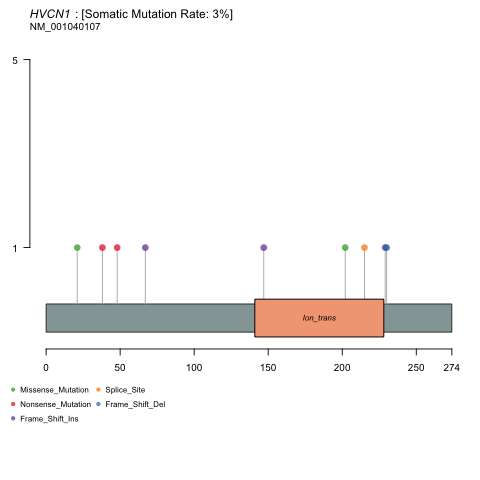 HVCN1 : [Somatic Mutation Rate: 3%]
NM_001040107
5
1
Ion_trans
0 50 100 150 200 250 274
Missense_Mutation Splice_Site
Nonsense_Mutation Frame_Shift_Del
Frame_Shift_Ins